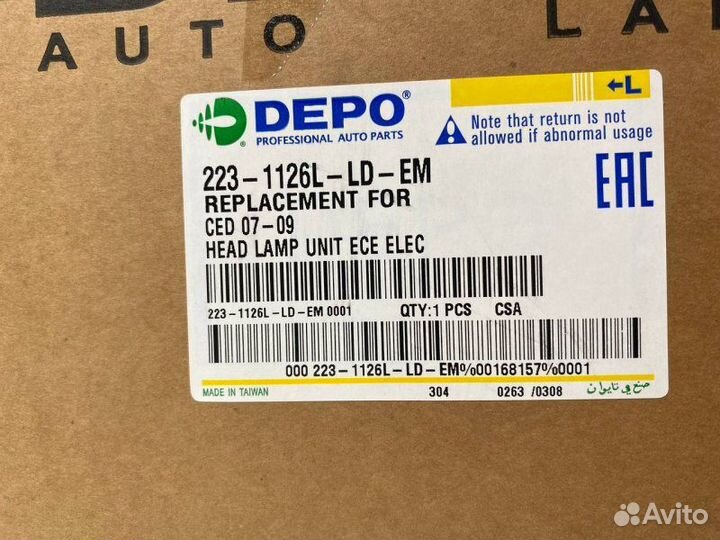 AUTO LA
←L
DEPO®
PROFESSIONAL AUTO PARTS
Note that return is not
allowed if abnormal usage
223-1126L-LD-EM
REPLACEMENT FOR
CED 07-09
HEAD LAMP UNIT ECE ELEC
EAC
223-1126L-LD-EM 0001 QTY:1 PCS CSA
000 223-1126L-LD-EM%00168157%0001
MADE IN TAIWAN 304 0263 /0308 صنع في تايوان
Avito